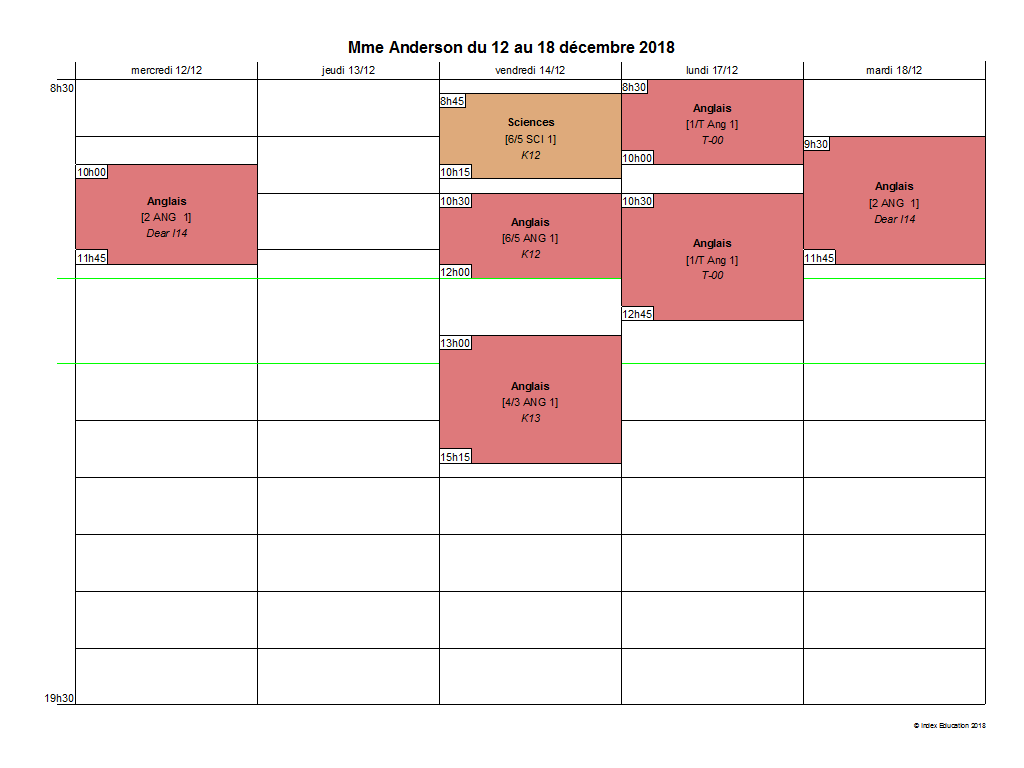 Mme Anderson du 12 au 18 décembre 2018
mercredi 12/12
jeudi 13/12
vendredi 14/12
lundi 17/12
mardi 18/12
8h30
19h30
10h00
Anglais
[2 ANG  1]
Dear I14
11h45
8h45
Sciences
[6/5 SCI 1]
K12
10h15
10h30
Anglais
[6/5 ANG 1]
K12
12h00
13h00
Anglais
[4/3 ANG 1]
K13
15h15
8h30
Anglais
[1/T Ang 1]
T-00
10h00
10h30
Anglais
[1/T Ang 1]
T-00
12h45
9h30
Anglais
[2 ANG  1]
Dear I14
11h45
© Index Education 2018